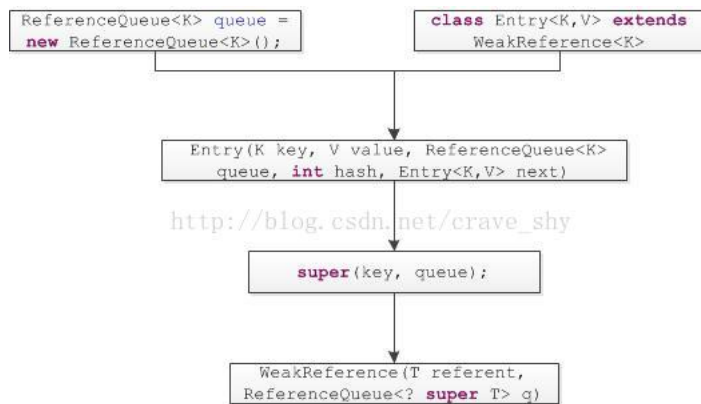 ReferenceQueue<K> queue =
new ReferenceQueue<K>();
class Entry<K,V> extends
WeakReference<K>
Entry(K key, V value, ReferenceQueue<K>
queue, int hash, Entry<K,V> next)
http://blog.csdn.net/crave_shy
super(key, queue);
WeakReference(T referent,
ReferenceQueue<? super T> q)